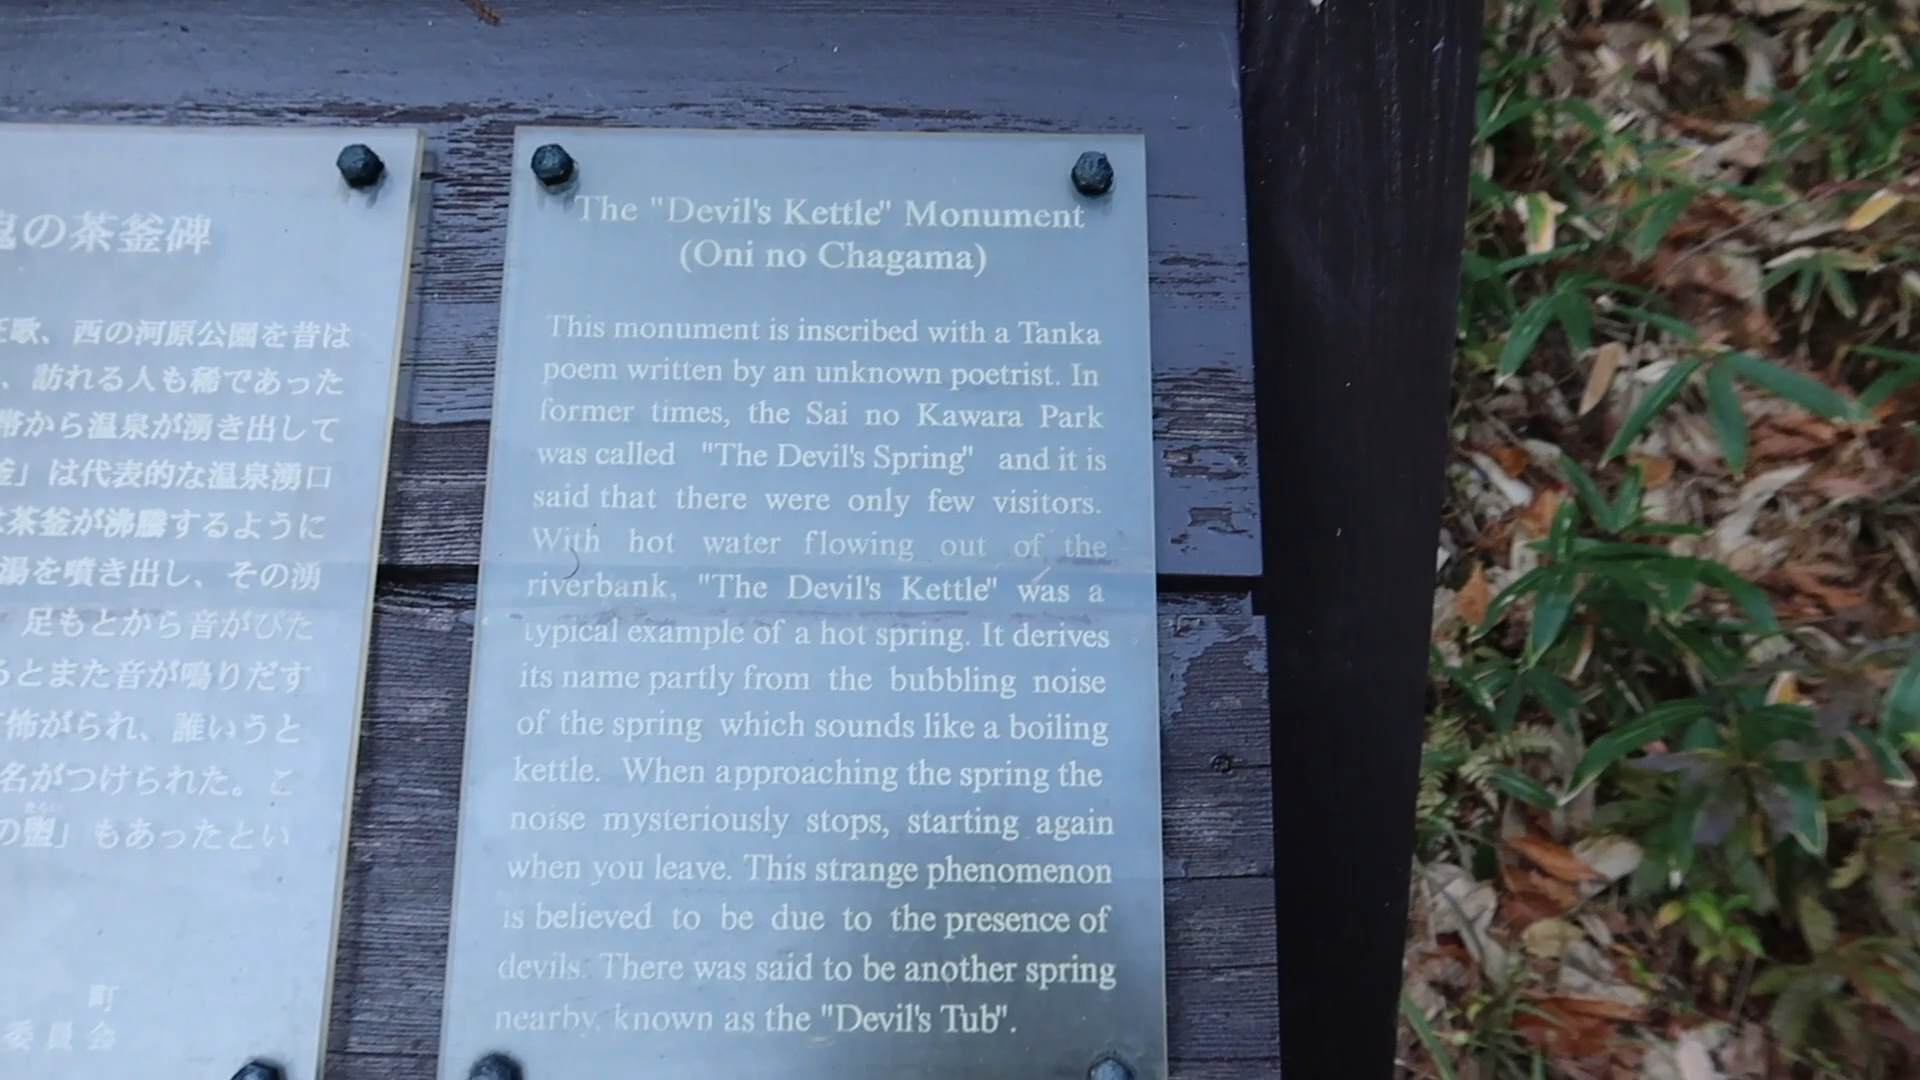 鬼の茶釜碑
狂歌、西の河原公園を昔は
、訪れる人も稀であった
帯から温泉が湧き出して
釜」は代表的な温泉湧口
茶釜が沸騰するように
湯を噴き出し、その湧
足もとから音がぴた
るとまた音が鳴りだす
怖がられ、誰いうと
名がつけられた。こ
たらい
の盥」もあったとい
町
委員会
The "Devil's Kettle" Monument
(Oni no Chagama)
This monument is inscribed with a Tanka
poem written by an unknown poetrist. In
former times, the Sai no Kawara Park
was called "The Devil's Spring" and it is
said that there were only few visitors.
With hot water flowing out of the
riverbank, "The Devil's Kettle" was a
typical example of a hot spring. It derives
its name partly from the bubbling noise
of the spring which sounds like a boiling
kettle. When approaching the spring the
noise mysteriously stops, starting again
when you leave. This strange phenomenon
is believed to be due to the presence of
devils. There was said to be another spring
nearby, known as the "Devil's Tub".